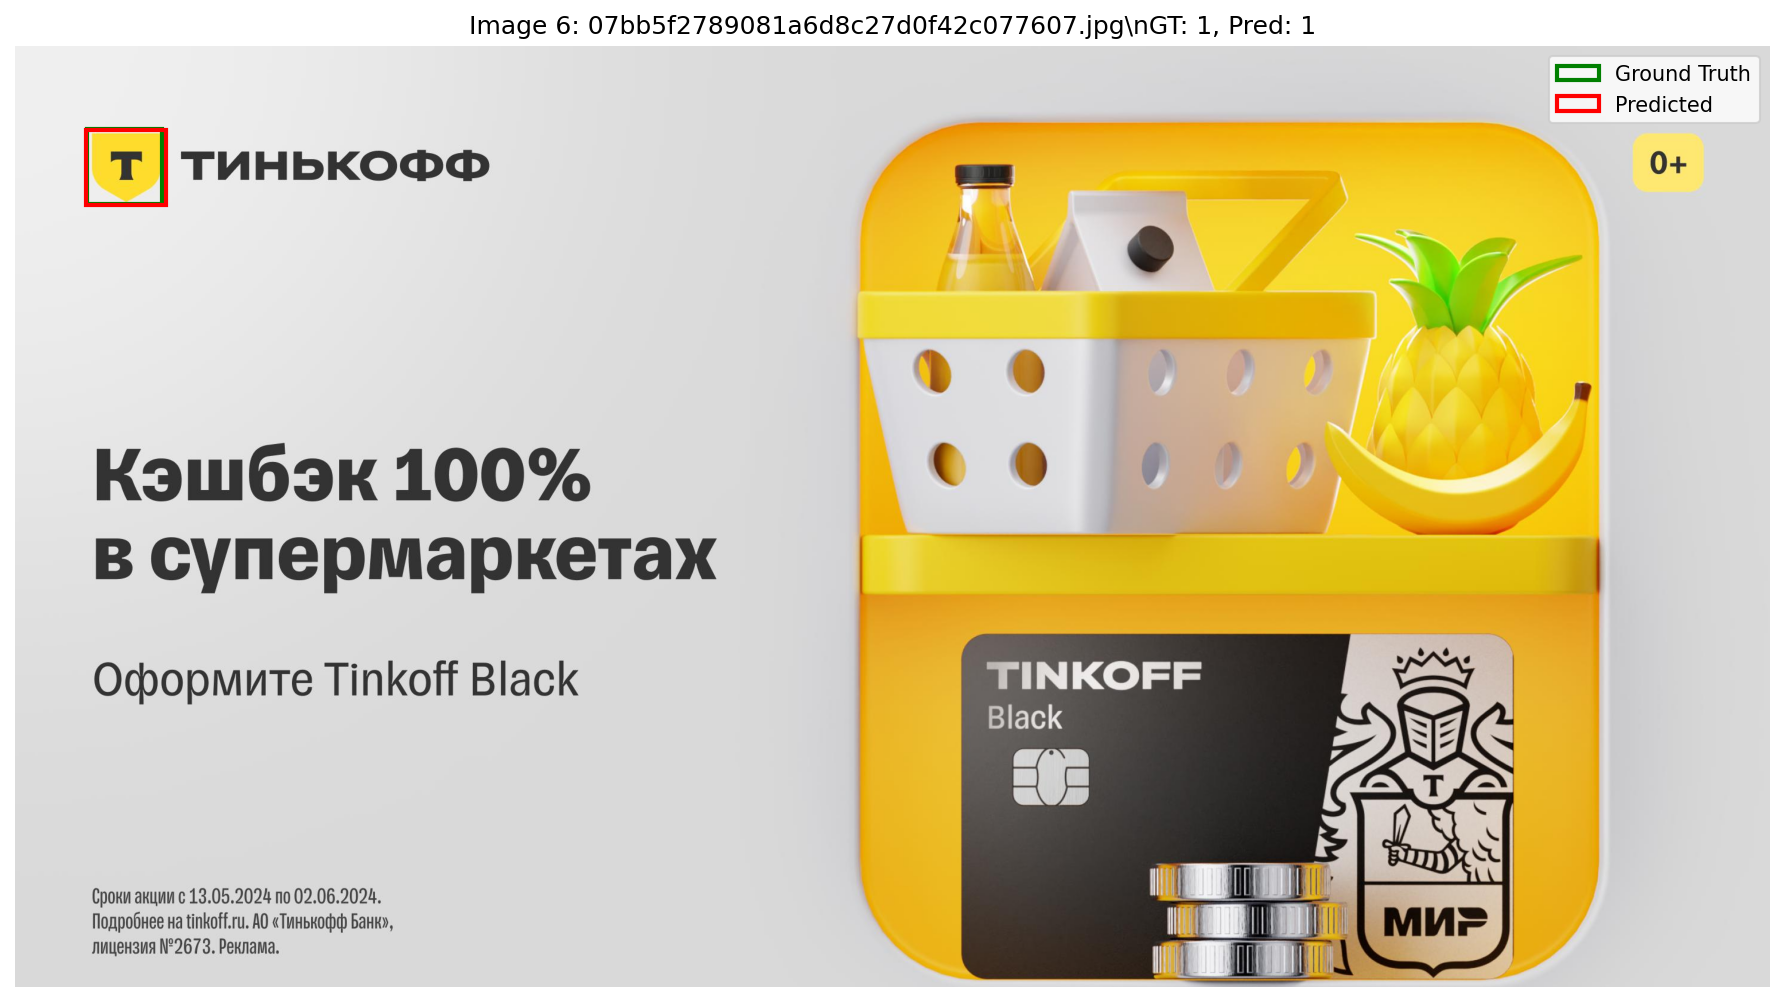 Image 6: 07bb5f2789081a6d8c27d0f42c077607.jpg\nGT: 1, Pred: 1
Ground Truth
Predicted
Т ТИНЬКОФФ
0+
Кэшбэк 100%
в супермаркетах
Оформите Tinkoff Black
TINKOFF
Black
Т
МИР
Сроки акции с 13.05.2024 по 02.06.2024.
Подробнее на tinkoff.ru. АО «Тинькофф Банк»,
лицензия №2673. Реклама.